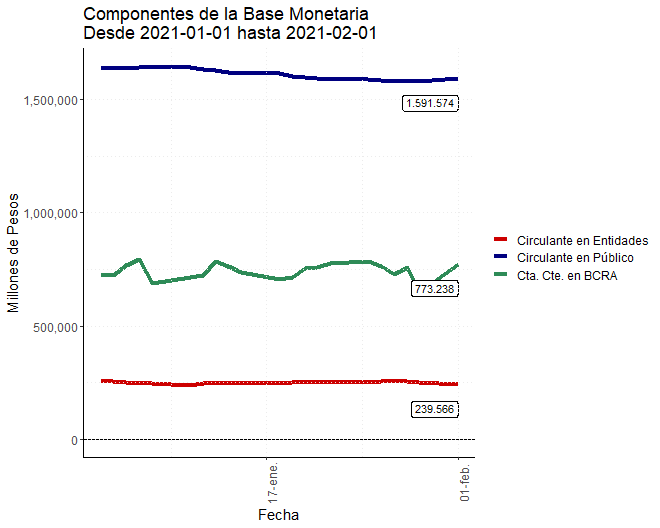 Componentes de la Base Monetaria
Desde 2021-01-01 hasta 2021-02-01
Millones de Pesos
1,500,000
1,000,000
500,000
0
1.591.574
773.238
239.566
17-ene.
01-feb.
Fecha
Circulante en Entidades
Circulante en Público
Cta. Cte. en BCRA